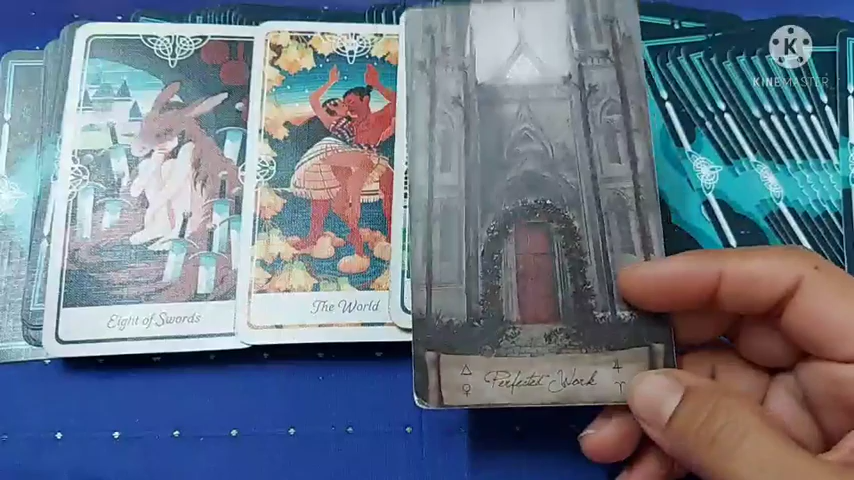 K
KINEMASTER
Eight of Swords
The World
Perfected Work